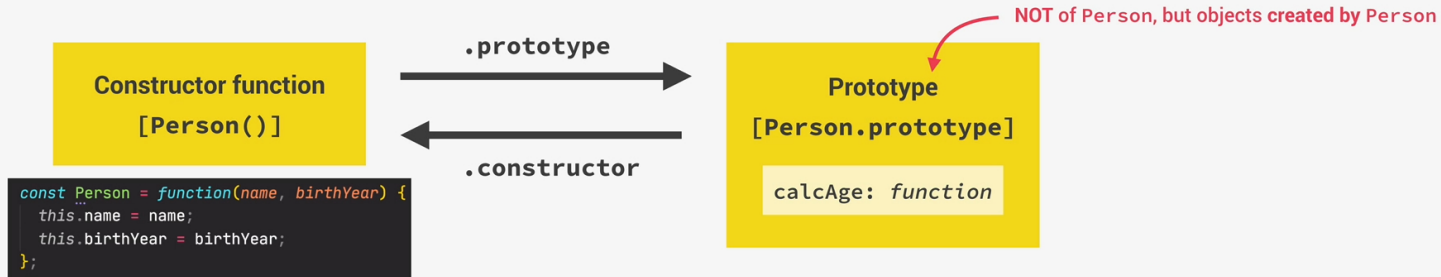 NOT of Person, but objects created by Person
.prototype
Constructor function
[Person()]
Prototype
[Person.prototype]
.constructor
calcAge: function
const Person = function(name, birthYear) {
  this.name = name;
  this.birthYear = birthYear;
};